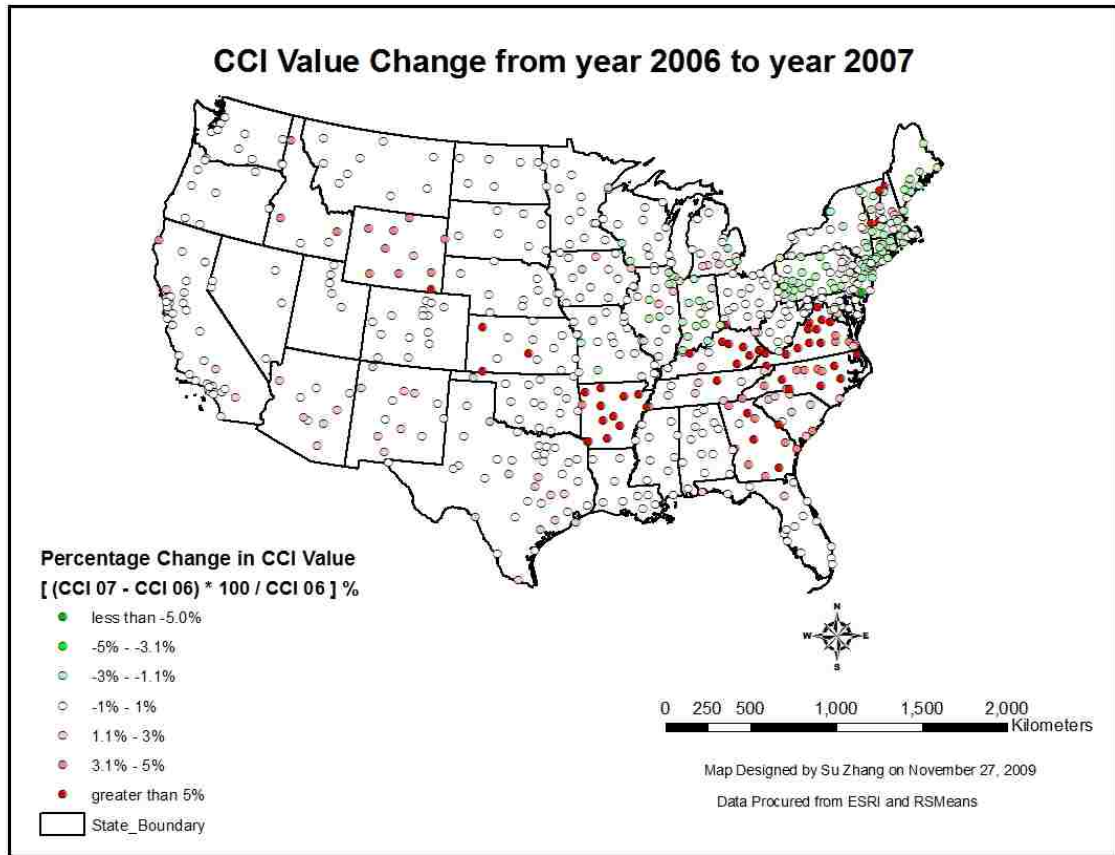 CCI Value Change from year 2006 to year 2007
Percentage Change in CCI Value
[ (CCI 07 - CCI 06) * 100 / CCI 06 ] %
less than -5.0%
-5% - -3.1%
-3% - -1.1%
-1% - 1%
1.1% - 3%
3.1% - 5%
greater than 5%
State_Boundary
N
W E
S
0 250 500 1,000 1,500 2,000
Kilometers
Map Designed by Su Zhang on November 27, 2009
Data Procured from ESRI and RSMeans